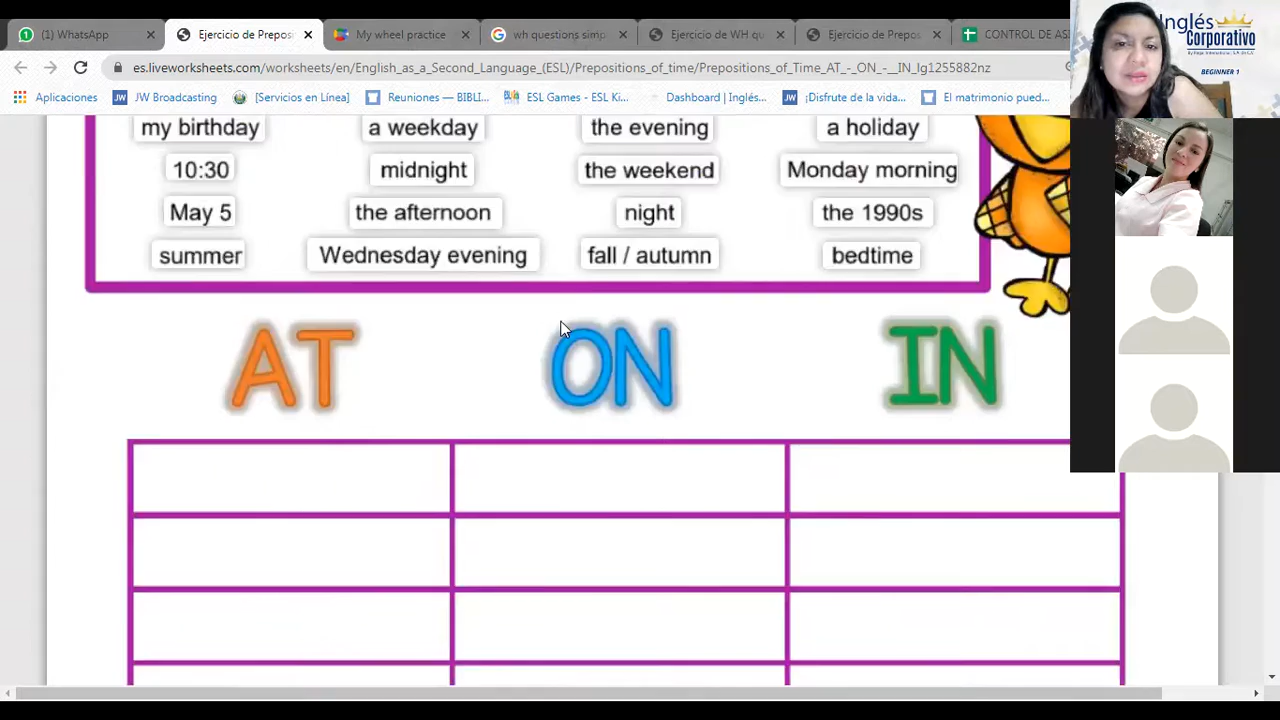 (1) WhatsApp × Ejercicio de Prepos × My wheel practice × wh questions simp × Ejercicio de WH qu × Ejercicio de Prepo × CONTROL DE AS
es.liveworksheets.com/worksheets/en/English_as_a_Second_Language_(ESL)/Prepositions_of_time/Prepositions_of_Time_AT_-_ON_-__IN_lg1255882nz
Aplicaciones JW Broadcasting [Servicios en Línea] Reuniones — BIBLI... ESL Games - ESL Ki... Dashboard | Inglés... ¡Disfrute de la vida... El matrimonio pued...
Inglés
Corporativo
BEGINNER 1
my birthday a weekday the evening a holiday
10:30 midnight the weekend Monday morning
May 5 the afternoon night the 1990s
summer Wednesday evening fall / autumn bedtime
AT ON IN